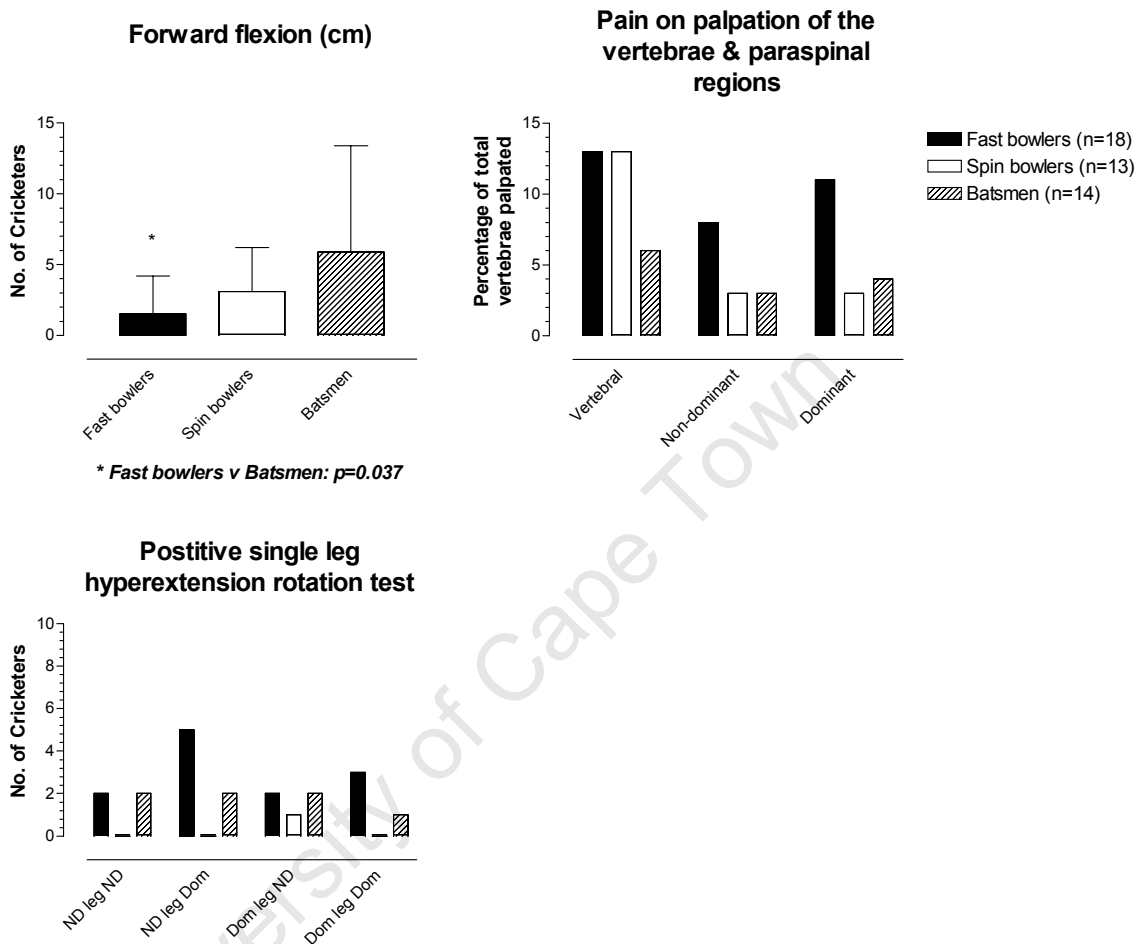 Forward flexion (cm)
No. of Cricketers
15
10
5
0
*
Fast bowlers
Spin bowlers
Batsmen
* Fast bowlers v Batsmen: p=0.037
Pain on palpation of the
vertebrae & paraspinal
regions
Percentage of total
vertebrae palpated
15
10
5
0
Vertebral
Non-dominant
Dominant
Fast bowlers (n=18)
Spin bowlers (n=13)
Batsmen (n=14)
Postitive single leg
hyperextension rotation test
No. of Cricketers
10
8
6
4
2
0
ND leg ND
ND leg Dom
Dom leg ND
Dom leg Dom
versity of Cape Town